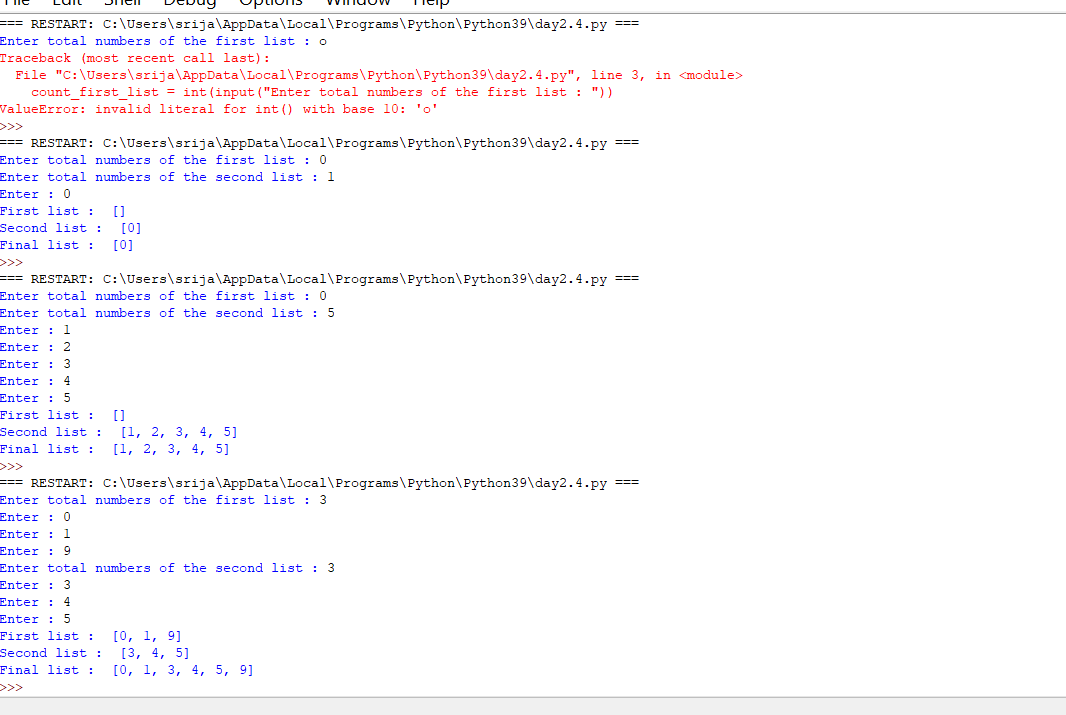 File Edit Shell Debug Options Window Help
=== RESTART: C:\Users\srija\AppData\Local\Programs\Python\Python39\day2.4.py ===
Enter total numbers of the first list : o
Traceback (most recent call last):
  File "C:\Users\srija\AppData\Local\Programs\Python\Python39\day2.4.py", line 3, in <module>
    count_first_list = int(input("Enter total numbers of the first list : "))
ValueError: invalid literal for int() with base 10: 'o'
>>>
=== RESTART: C:\Users\srija\AppData\Local\Programs\Python\Python39\day2.4.py ===
Enter total numbers of the first list : 0
Enter total numbers of the second list : 1
Enter : 0
First list :  []
Second list :  [0]
Final list :  [0]
>>>
=== RESTART: C:\Users\srija\AppData\Local\Programs\Python\Python39\day2.4.py ===
Enter total numbers of the first list : 0
Enter total numbers of the second list : 5
Enter : 1
Enter : 2
Enter : 3
Enter : 4
Enter : 5
First list :  []
Second list :  [1, 2, 3, 4, 5]
Final list :  [1, 2, 3, 4, 5]
>>>
=== RESTART: C:\Users\srija\AppData\Local\Programs\Python\Python39\day2.4.py ===
Enter total numbers of the first list : 3
Enter : 0
Enter : 1
Enter : 9
Enter total numbers of the second list : 3
Enter : 3
Enter : 4
Enter : 5
First list :  [0, 1, 9]
Second list :  [3, 4, 5]
Final list :  [0, 1, 3, 4, 5, 9]
>>>